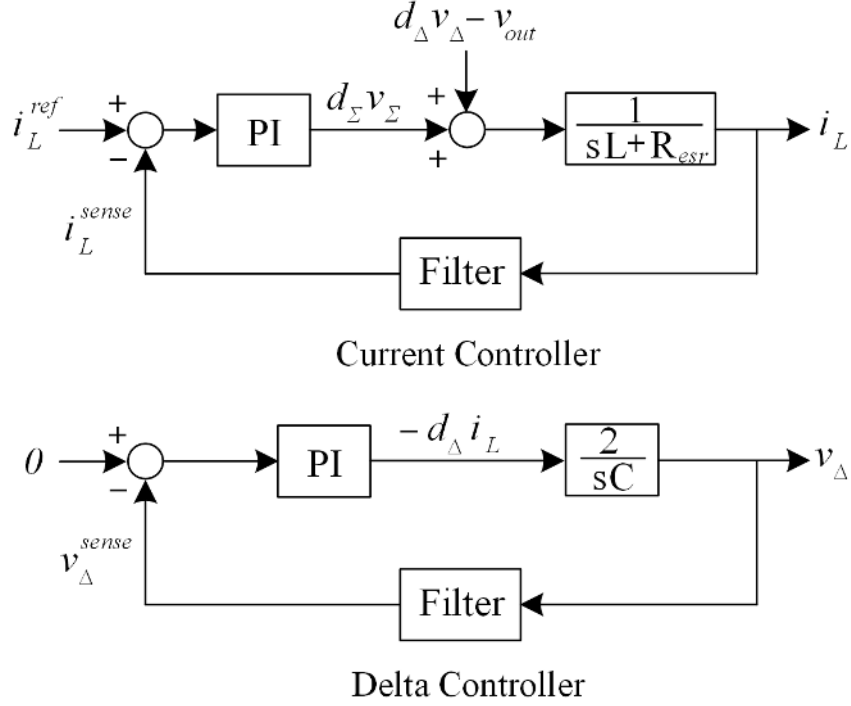 d_Δ v_Δ − v_out
i_L^ref
+
−
PI
d_Σ v_Σ
+
+
1
sL+R_esr
i_L
i_L^sense
Filter
Current Controller
0
+
−
PI
− d_Δ i_L
2
sC
v_Δ
v_Δ^sense
Filter
Delta Controller